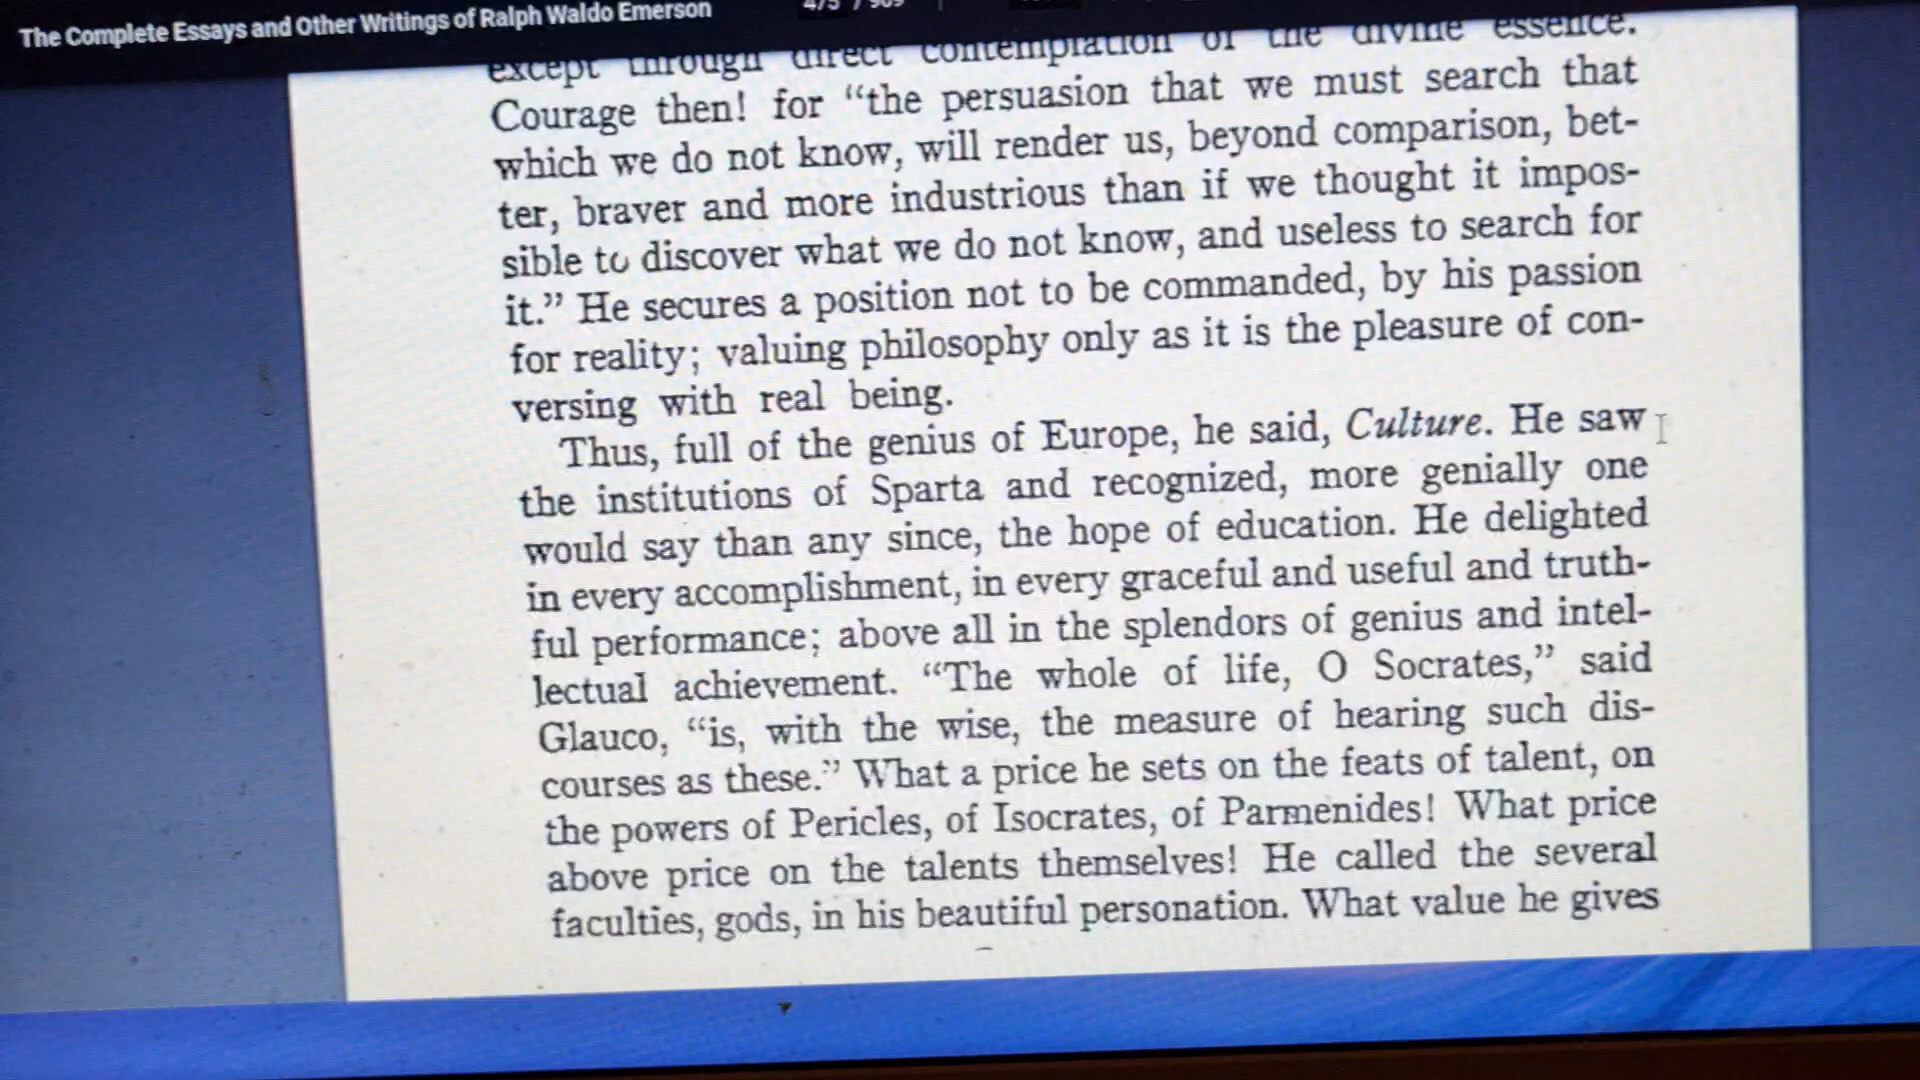 The Complete Essays and Other Writings of Ralph Waldo Emerson
except through direct contemplation of the divine essence.
Courage then! for “the persuasion that we must search that
which we do not know, will render us, beyond comparison, bet-
ter, braver and more industrious than if we thought it impos-
sible to discover what we do not know, and useless to search for
it.” He secures a position not to be commanded, by his passion
for reality; valuing philosophy only as it is the pleasure of con-
versing with real being.
Thus, full of the genius of Europe, he said, Culture. He saw
the institutions of Sparta and recognized, more genially one
would say than any since, the hope of education. He delighted
in every accomplishment, in every graceful and useful and truth-
ful performance; above all in the splendors of genius and intel-
lectual achievement. “The whole of life, O Socrates,” said
Glauco, “is, with the wise, the measure of hearing such dis-
courses as these.” What a price he sets on the feats of talent, on
the powers of Pericles, of Isocrates, of Parmenides! What price
above price on the talents themselves! He called the several
faculties, gods, in his beautiful personation. What value he gives